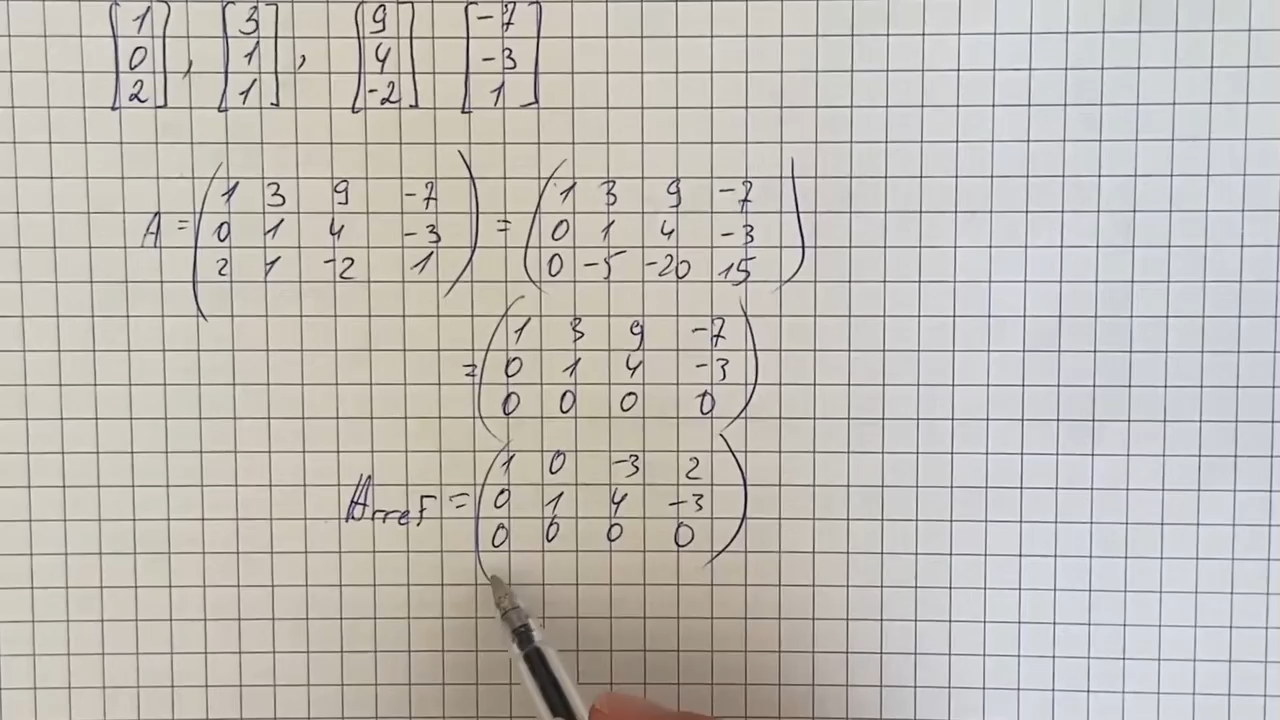 [1 0 2], [3 1 1], [9 4 -2] [-7 -3 1]
A = (1 3 9 -7
0 1 4 -3
2 1 -2 1) = (1 3 9 -7
0 1 4 -3
0 -5 -20 15)
= (1 3 9 -7
0 1 4 -3
0 0 0 0)
Arref = (1 0 -3 2
0 1 4 -3
0 0 0 0)